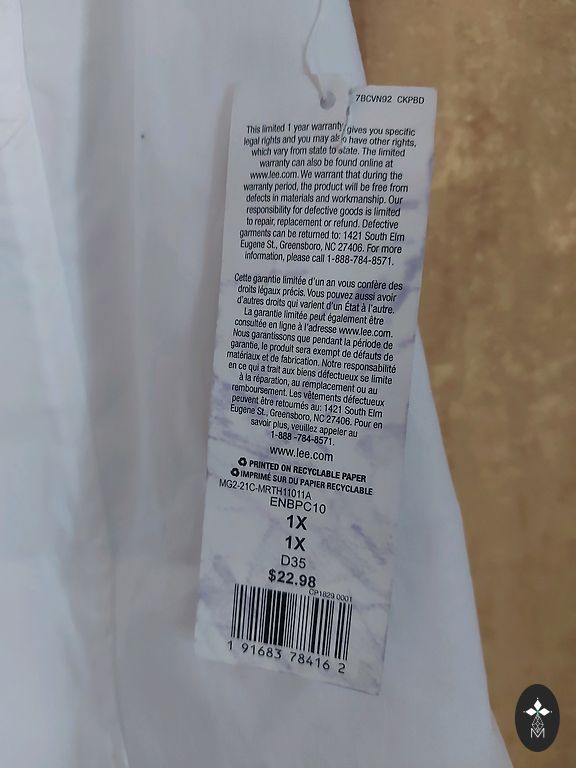 7BCVN92 CKPBD
This limited 1 year warranty gives you specific
legal rights and you may also have other rights,
which vary from state to state. The limited
warranty can also be found online at
www.lee.com. We warrant that during the
warranty period, the product will be free from
defects in materials and workmanship. Our
responsibility for defective goods is limited
to repair, replacement or refund. Defective
garments can be returned to: 1421 South Elm
Eugene St., Greensboro, NC 27406. For more
information, please call 1-888-784-8571.
Cette garantie limitée d'un an vous confère des
droits légaux précis. Vous pouvez aussi avoir
d'autres droits qui varient d'un État à l'autre.
La garantie limitée peut également être
consultée en ligne à l'adresse www.lee.com.
Nous garantissons que pendant la période de
garantie, le produit sera exempt de défauts de
matériaux et de fabrication. Notre responsabilité
en ce qui a trait aux biens défectueux se limite
à la réparation, au remplacement ou au
remboursement. Les vêtements défectueux
peuvent être retournés au: 1421 South Elm
Eugene St., Greensboro, NC 27406. Pour en
savoir plus, veuillez appeler au
1-888-784-8571.
www.lee.com
PRINTED ON RECYCLABLE PAPER
IMPRIMÉ SUR DU PAPIER RECYCLABLE
MG2-21C-MRTH11011A
ENBPC10
1X
1X
D35
$22.98
CP1829 0001
1 91683 78416 2
M